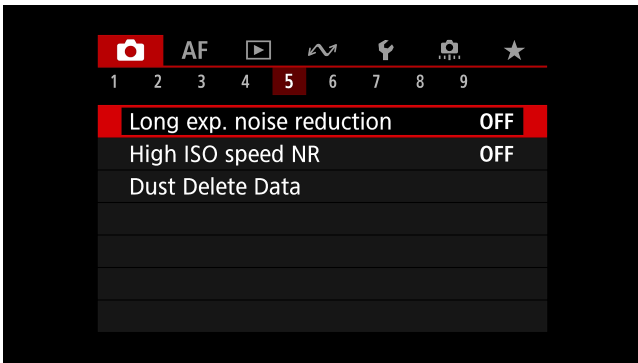 AF
1 2 3 4 5 6 7 8 9
Long exp. noise reduction OFF
High ISO speed NR OFF
Dust Delete Data